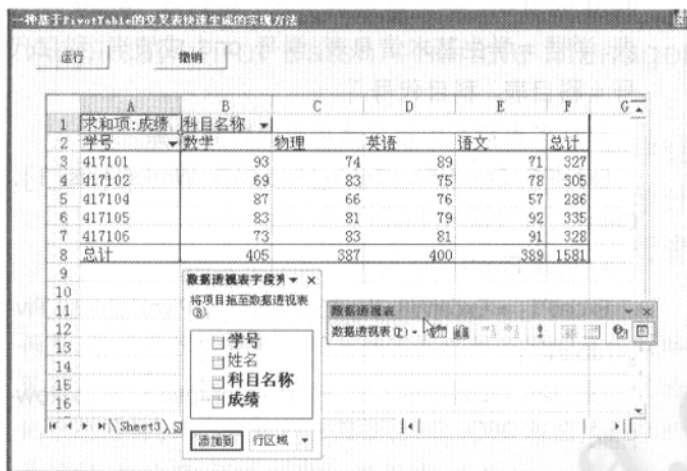 一种基于PivotTable的交叉表快速生成的实现方法
运行 撤销
A B C D E F G
1 求和项:成绩 科目名称
2 学号 数学 物理 英语 语文 总计
3 417101 93 74 89 71 327
4 417102 69 83 75 78 305
5 417104 87 66 76 57 286
6 417105 83 81 79 92 335
7 417106 73 83 81 91 328
8 总计 405 387 400 389 1581
9
10
11
12
13
14
15
16
数据透视表字段列
将项目拖至数据透视表
(B)
学号
姓名
科目名称
成绩
添加到 行区域
数据透视表
数据透视表(P)
Sheet3